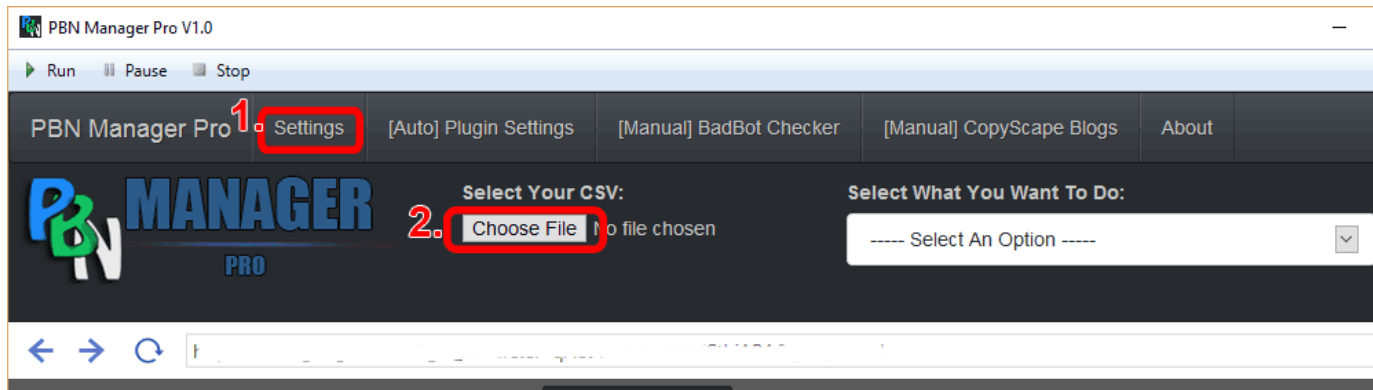 PBN Manager Pro V1.0
Run Pause Stop
PBN Manager Pro 1. Settings [Auto] Plugin Settings [Manual] BadBot Checker [Manual] CopyScape Blogs About
PBN MANAGER PRO
Select Your CSV: Select What You Want To Do:
2. Choose File No file chosen ----- Select An Option -----